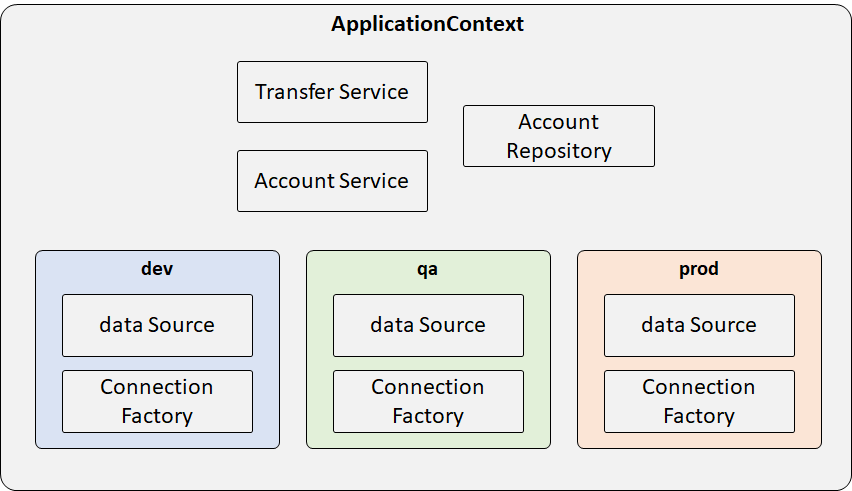 ApplicationContext
Transfer Service
Account
Repository
Account Service
dev
data Source
Connection
Factory
qa
data Source
Connection
Factory
prod
data Source
Connection
Factory